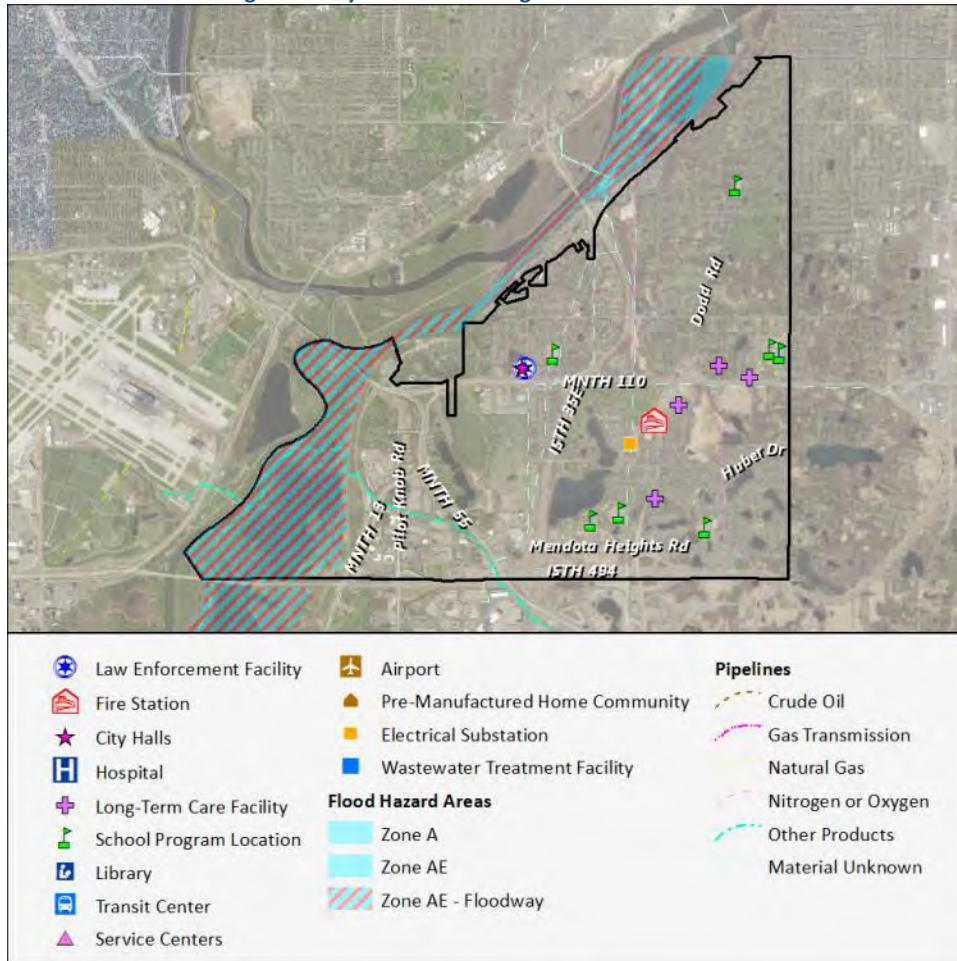 Dodd Rd
MNTH 110
ISTH 35E
Huber Dr
Pilot Knob Rd
MNTH 55
MNTH 13
Mendota Heights Rd
ISTH 494
Law Enforcement Facility
Fire Station
City Halls
Hospital
Long-Term Care Facility
School Program Location
Library
Transit Center
Service Centers
Airport
Pre-Manufactured Home Community
Electrical Substation
Wastewater Treatment Facility
Flood Hazard Areas
Zone A
Zone AE
Zone AE - Floodway
Pipelines
Crude Oil
Gas Transmission
Natural Gas
Nitrogen or Oxygen
Other Products
Material Unknown